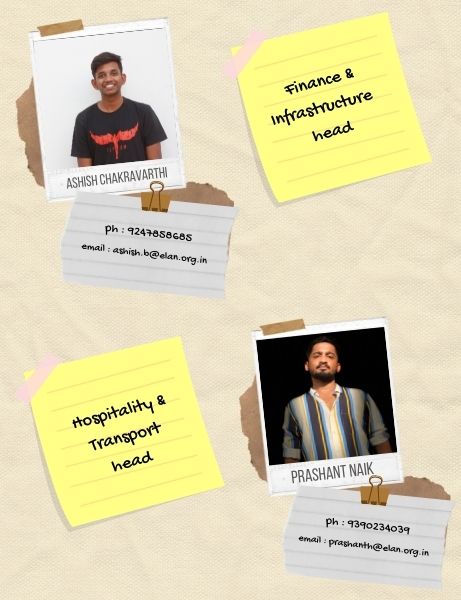 Finance &
Infrastructure
head
ASHISH CHAKRAVARTHI
ph : 9247858685
email : ashish.b@elan.org.in
Hospitality &
Transport
head
PRASHANT NAIK
ph : 9390234039
email : prashanth@elan.org.in